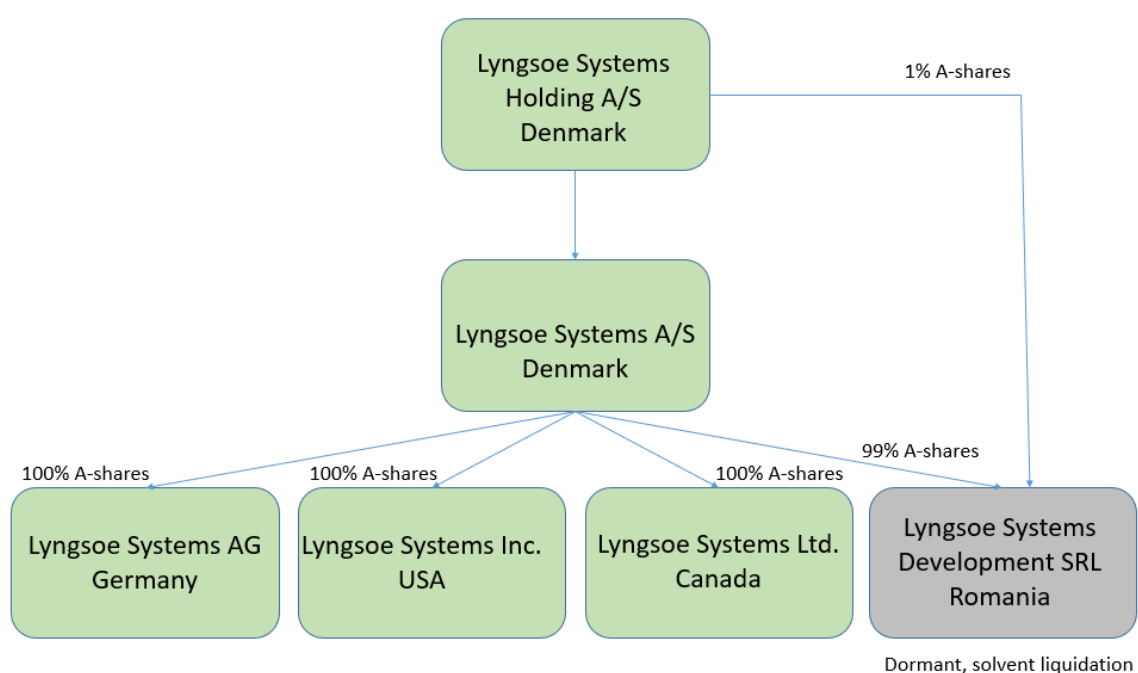 Lyngsoe Systems
Holding A/S
Denmark
1% A-shares
Lyngsoe Systems A/S
Denmark
100% A-shares
100% A-shares
100% A-shares
99% A-shares
Lyngsoe Systems AG
Germany
Lyngsoe Systems Inc.
USA
Lyngsoe Systems Ltd.
Canada
Lyngsoe Systems
Development SRL
Romania
Dormant, solvent liquidation